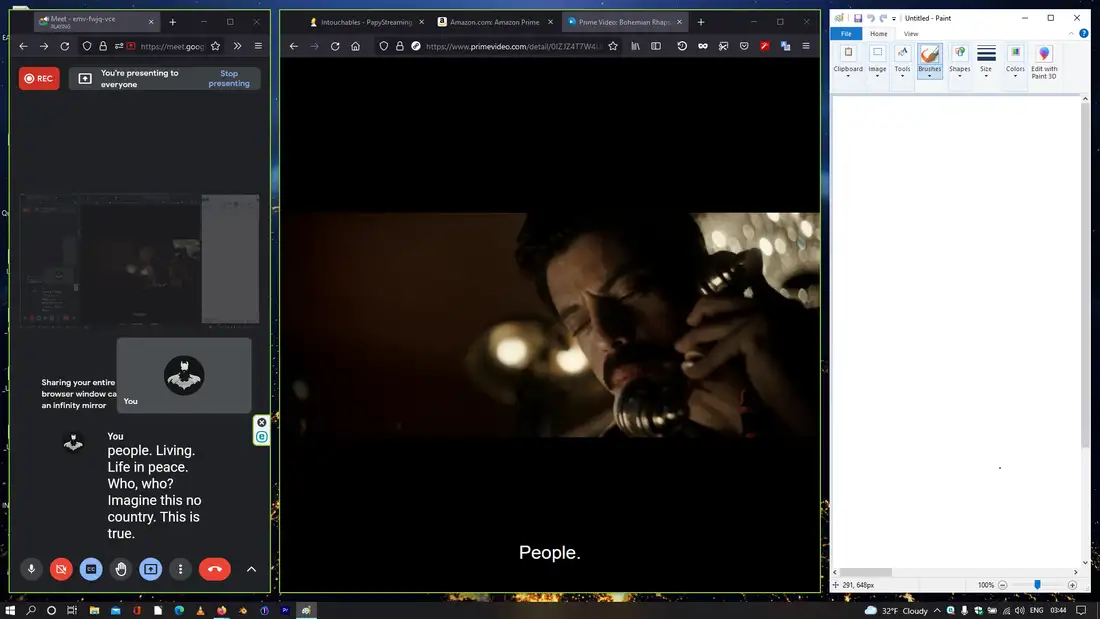 Meet - emv-fwjq-vce
PLAYING
https://meet.goog
REC
You're presenting to
everyone
Stop
presenting
Sharing your entire
browser window ca
an infinity mirror
You
You
people. Living.
Life in peace.
Who, who?
Imagine this no
country. This is
true.
Intouchables - PapyStreaming
Amazon.com: Amazon Prime
Prime Video: Bohemian Rhaps
https://www.primevideo.com/detail/0IZJZ4T7W4L
People.
Untitled - Paint
File
Home
View
Clipboard
Image
Tools
Brushes
Shapes
Size
Colors
Edit with
Paint 3D
291, 648px
100%
32°F Cloudy
ENG
03:44